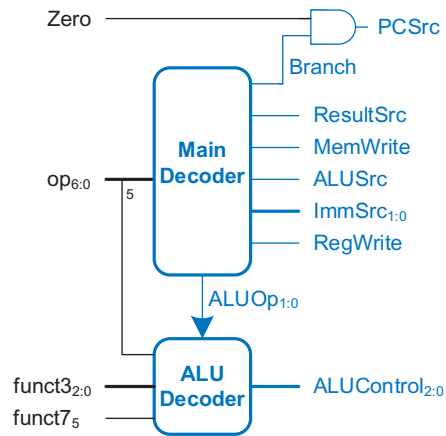 Zero
PCSrc
Branch
ResultSrc
Main
Decoder
MemWrite
op6:0
5
ALUSrc
ImmSrc1:0
RegWrite
ALUOp1:0
funct32:0
ALU
Decoder
ALUControl2:0
funct75